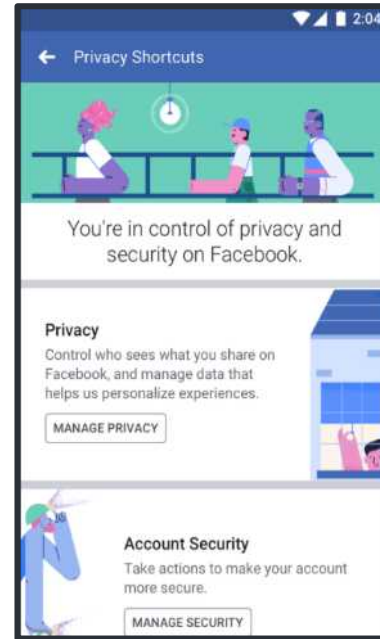 2:04
Privacy Shortcuts
You're in control of privacy and
security on Facebook.
Privacy
Control who sees what you share on
Facebook, and manage data that
helps us personalize experiences.
MANAGE PRIVACY
Account Security
Take actions to make your account
more secure.
MANAGE SECURITY